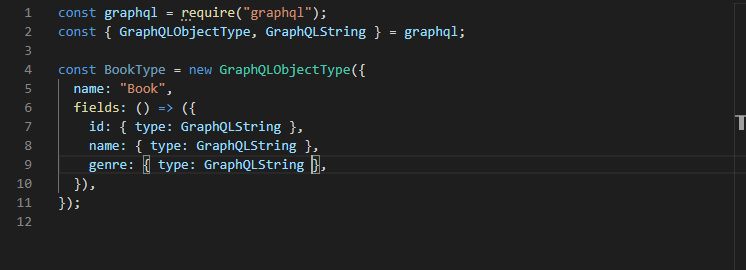 1 const graphql = require("graphql");
2 const { GraphQLObjectType, GraphQLString } = graphql;
3
4 const BookType = new GraphQLObjectType({
5 name: "Book",
6 fields: () => ({
7 id: { type: GraphQLString },
8 name: { type: GraphQLString },
9 genre: { type: GraphQLString },
10 }),
11 });
12